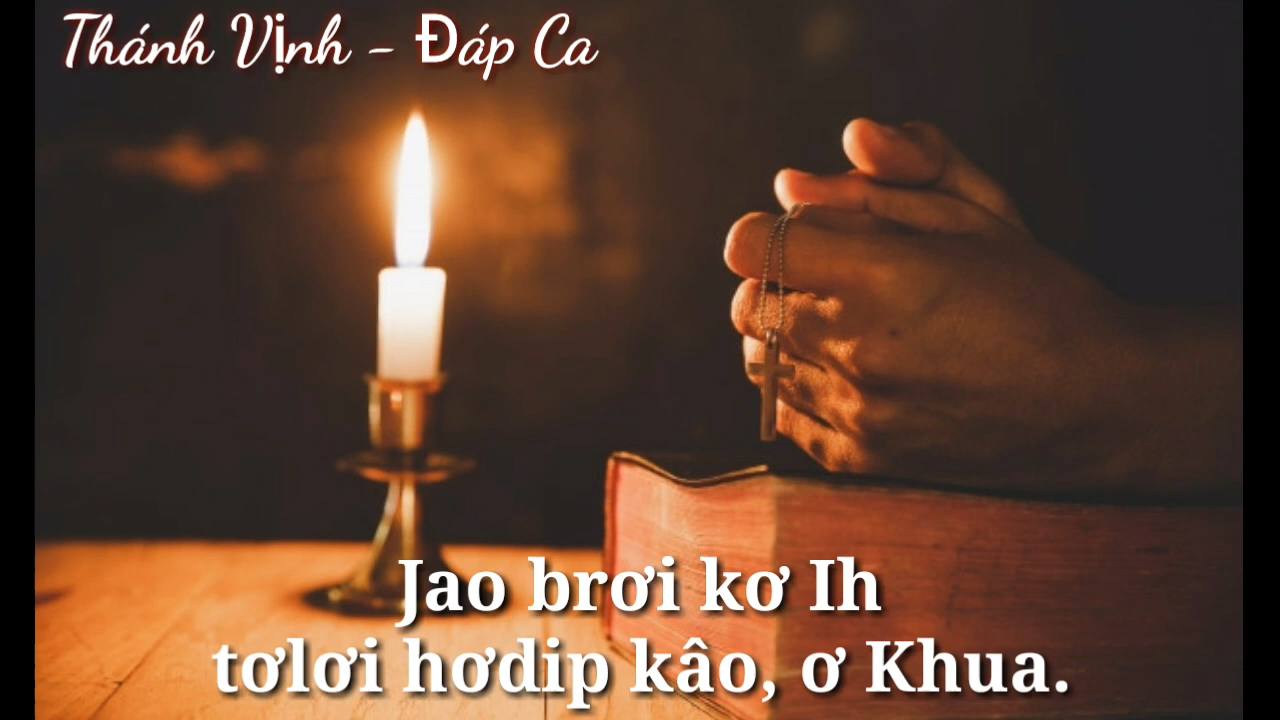 Thánh Vịnh - Đáp Ca
Jao brơi kơ Ih
tơlơi hơdip kâo, ơ Khua.